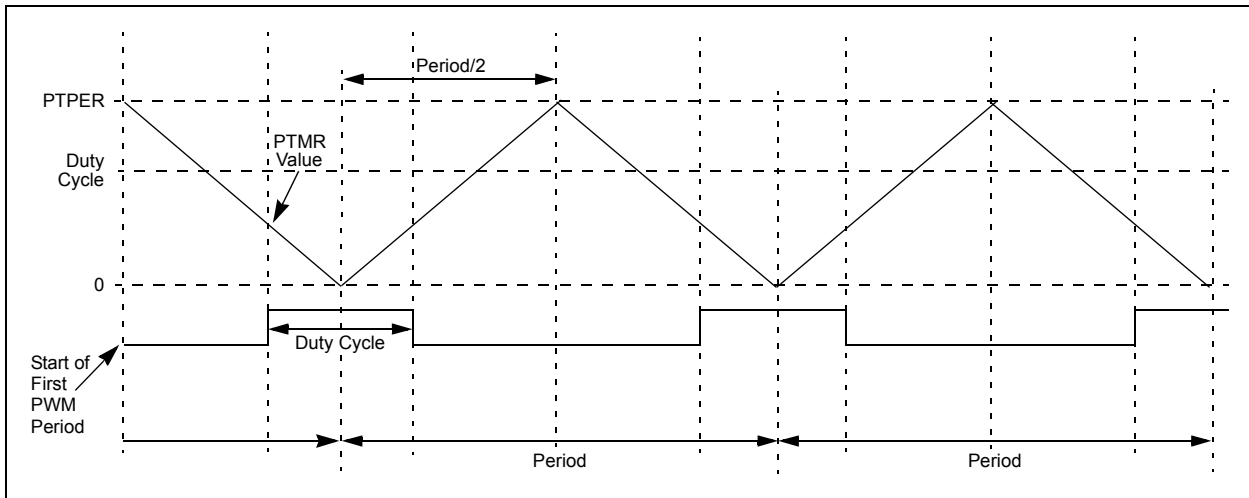 Period/2
PTPER
PTMR
Value
Duty
Cycle
0
Duty Cycle
Start of
First
PWM
Period
Period
Period